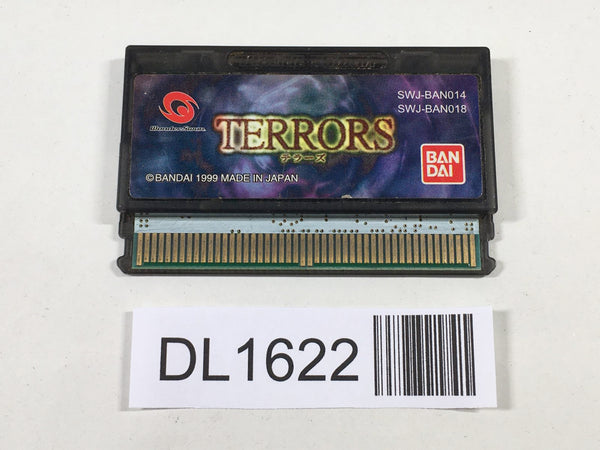 SWJ-BAN014
SWJ-BAN018
WonderSwan
TERRORS
テラーズ
©BANDAI 1999 MADE IN JAPAN
BAN
DAI
DL1622